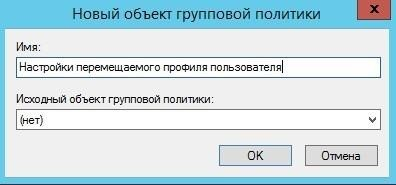 Новый объект групповой политики
x
Имя:
Настройки перемещаемого профиля пользователя
Исходный объект групповой политики:
(нет)
OK
Отмена